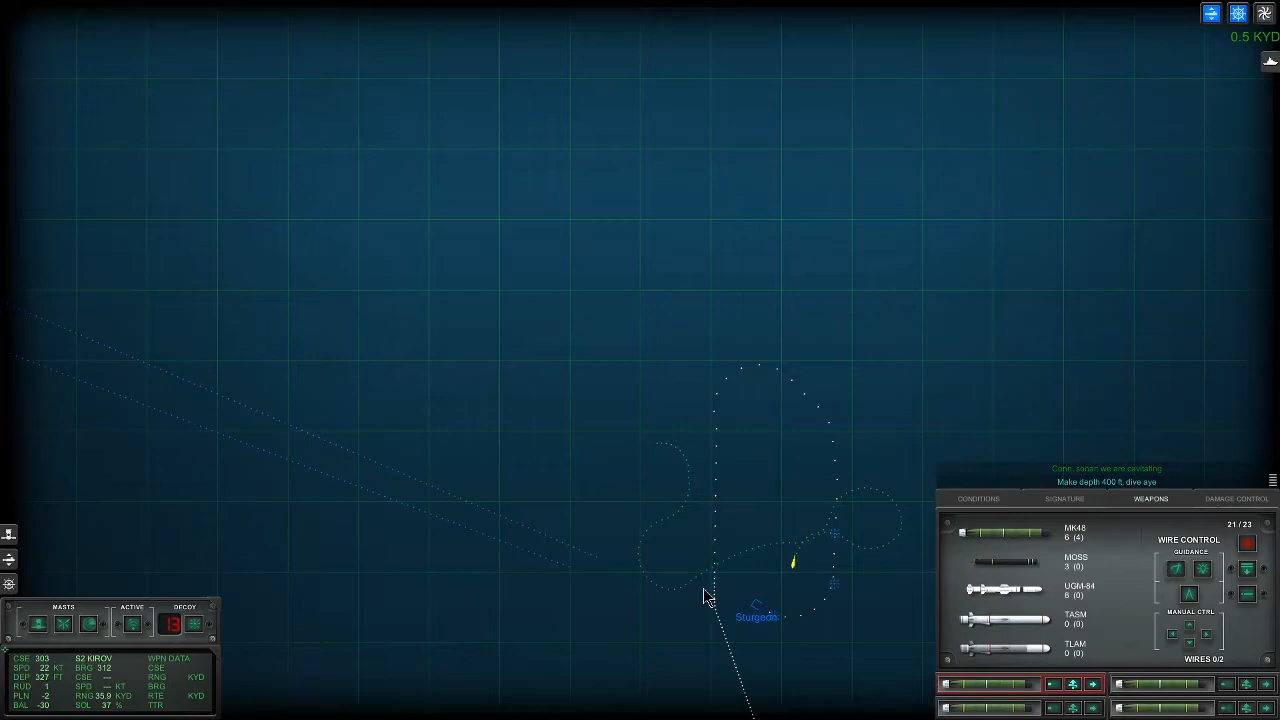 0.5 KYD
Sturgeon
Conn, sonar: we are cavitating
Make depth 400 ft, dive aye
CONDITIONS SIGNATURE WEAPONS DAMAGE CONTROL
MK48
6 (4)
MOSS
3 (0)
UGM-84
8 (0)
TASM
0 (0)
TLAM
0 (0)
21 / 23
WIRE CONTROL
GUIDANCE
MANUAL CTRL
WIRES 0/2
MASTS ACTIVE DECOY
13
CSE 303 S2 KIROV WPN DATA
SPD 22 KT BRG 312 CSE
DEP 327 FT CSE --- RNG KYD
RUD 1 SPD --- KT BRG
PLN -2 RNG 35.9 KYD RTE KYD
BAL -30 SOL 37 % TTR